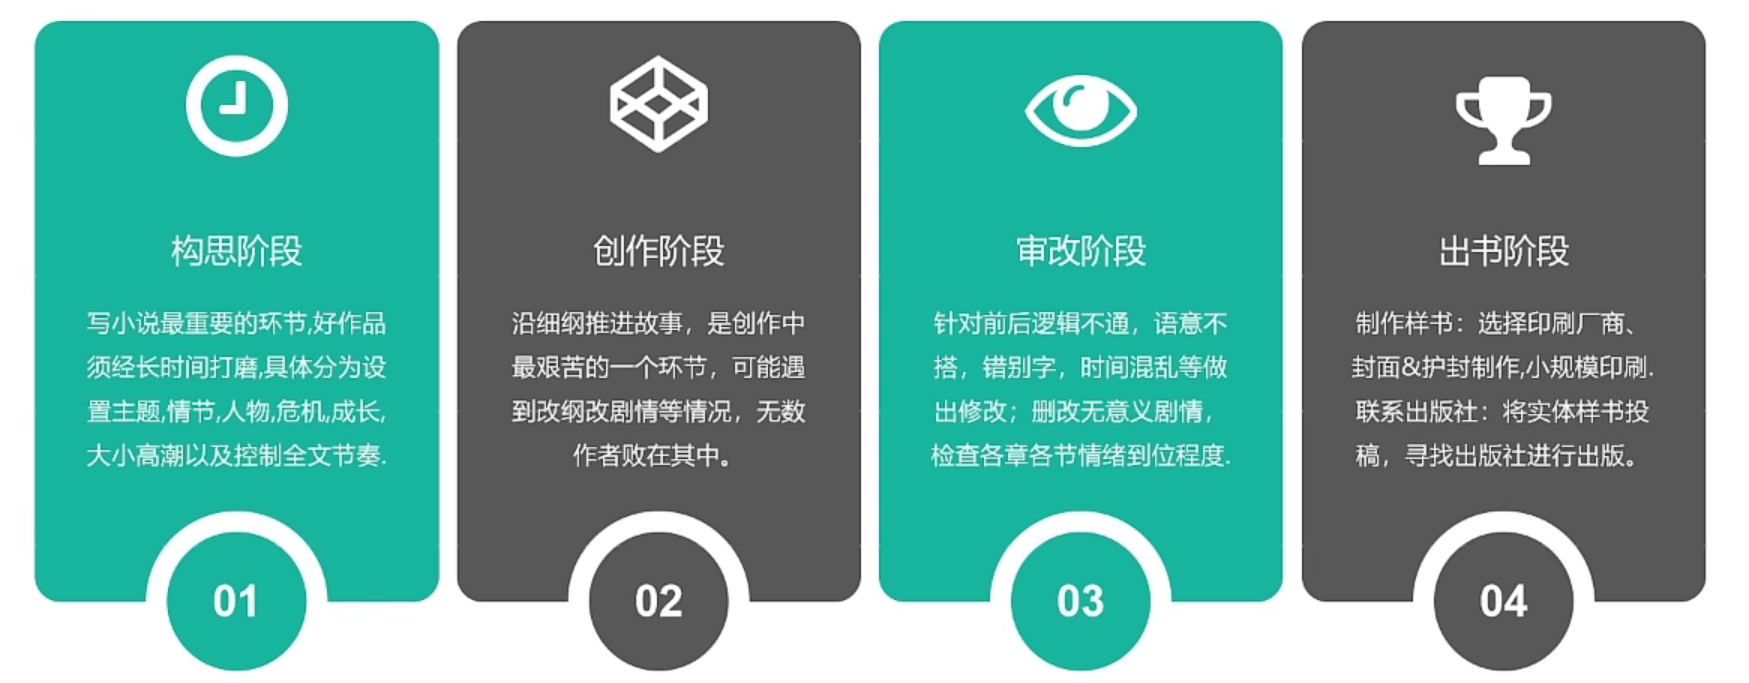 构思阶段
写小说最重要的环节,好作品
须经长时间打磨,具体分为设
置主题,情节,人物,危机,成长,
大小高潮以及控制全文节奏.
01
创作阶段
沿细纲推进故事，是创作中
最艰苦的一个环节，可能遇
到改纲改剧情等情况，无数
作者败在其中。
02
审改阶段
针对前后逻辑不通，语意不
搭，错别字，时间混乱等做
出修改；删改无意义剧情，
检查各章各节情绪到位程度.
03
出书阶段
制作样书：选择印刷厂商、
封面&护封制作,小规模印刷.
联系出版社：将实体样书投
稿，寻找出版社进行出版。
04